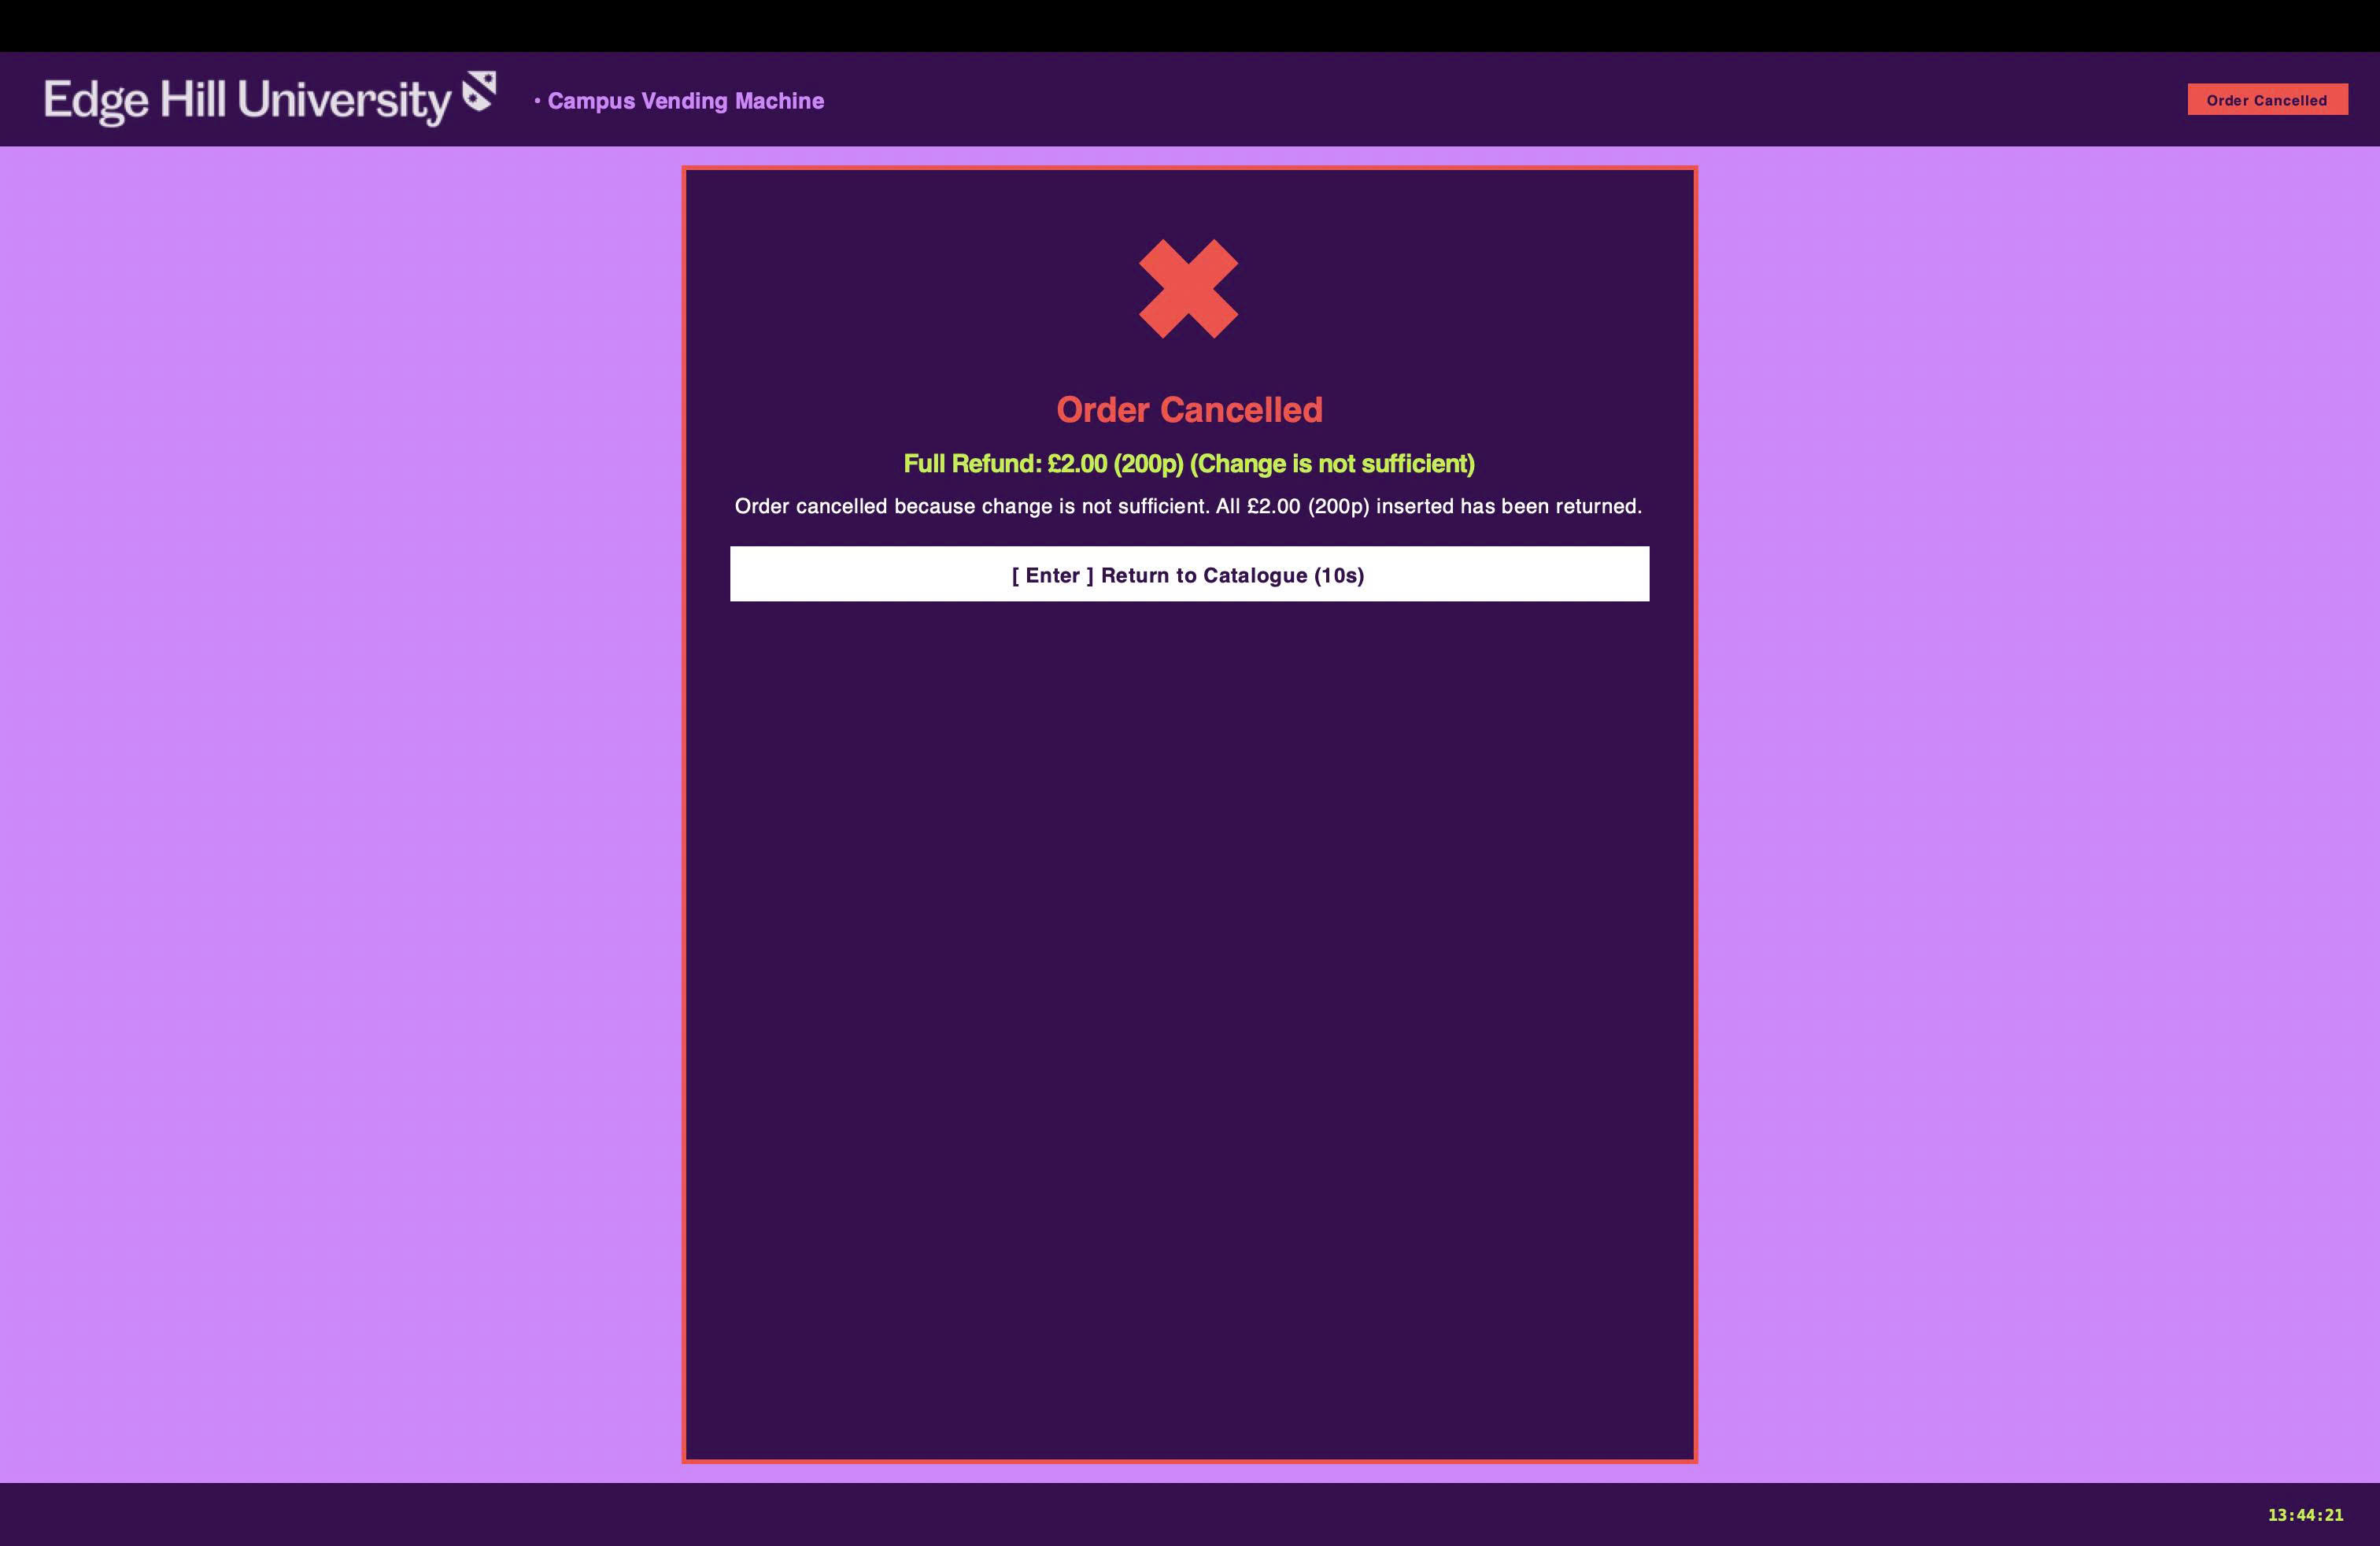 Edge Hill University
• Campus Vending Machine
Order Cancelled
Order Cancelled
Full Refund: £2.00 (200p) (Change is not sufficient)
Order cancelled because change is not sufficient. All £2.00 (200p) inserted has been returned.
[ Enter ] Return to Catalogue (10s)
13:44:21